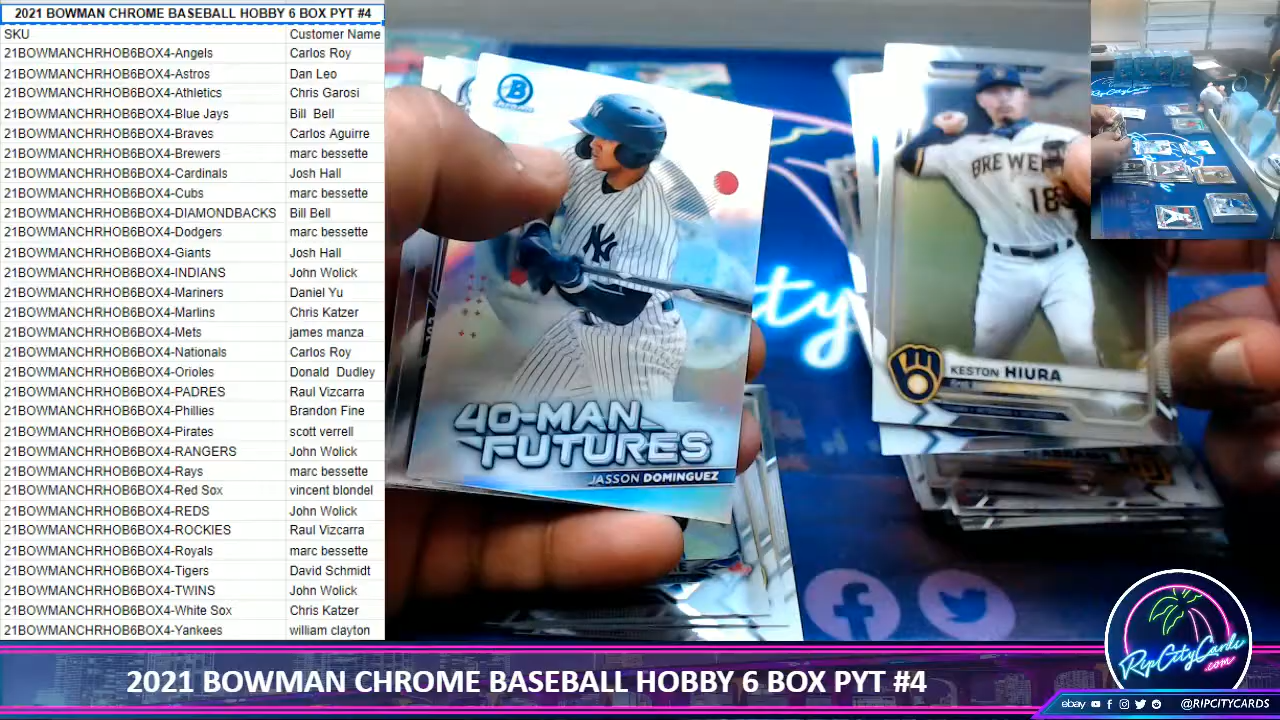 2021 BOWMAN CHROME BASEBALL HOBBY 6 BOX PYT #4
SKU Customer Name
21BOWMANCHRHOB6BOX4-Angels Carlos Roy
21BOWMANCHRHOB6BOX4-Astros Dan Leo
21BOWMANCHRHOB6BOX4-Athletics Chris Garosi
21BOWMANCHRHOB6BOX4-Blue Jays Bill Bell
21BOWMANCHRHOB6BOX4-Braves Carlos Aguirre
21BOWMANCHRHOB6BOX4-Brewers marc bessette
21BOWMANCHRHOB6BOX4-Cardinals Josh Hall
21BOWMANCHRHOB6BOX4-Cubs marc bessette
21BOWMANCHRHOB6BOX4-DIAMONDBACKS Bill Bell
21BOWMANCHRHOB6BOX4-Dodgers marc bessette
21BOWMANCHRHOB6BOX4-Giants Josh Hall
21BOWMANCHRHOB6BOX4-INDIANS John Wolick
21BOWMANCHRHOB6BOX4-Mariners Daniel Yu
21BOWMANCHRHOB6BOX4-Marlins Chris Katzer
21BOWMANCHRHOB6BOX4-Mets james manza
21BOWMANCHRHOB6BOX4-Nationals Carlos Roy
21BOWMANCHRHOB6BOX4-Orioles Donald Dudley
21BOWMANCHRHOB6BOX4-PADRES Raul Vizcarra
21BOWMANCHRHOB6BOX4-Phillies Brandon Fine
21BOWMANCHRHOB6BOX4-Pirates scott verrell
21BOWMANCHRHOB6BOX4-RANGERS John Wolick
21BOWMANCHRHOB6BOX4-Rays marc bessette
21BOWMANCHRHOB6BOX4-Red Sox vincent blondel
21BOWMANCHRHOB6BOX4-REDS John Wolick
21BOWMANCHRHOB6BOX4-ROCKIES Raul Vizcarra
21BOWMANCHRHOB6BOX4-Royals marc bessette
21BOWMANCHRHOB6BOX4-Tigers David Schmidt
21BOWMANCHRHOB6BOX4-TWINS John Wolick
21BOWMANCHRHOB6BOX4-White Sox Chris Katzer
21BOWMANCHRHOB6BOX4-Yankees william clayton
B
CHROME
NY
40-MAN
FUTURES
JASSON DOMINGUEZ
ty
BREWE
18
KESTON HIURA
RipCityCards
.com
2021 BOWMAN CHROME BASEBALL HOBBY 6 BOX PYT #4
ebay @RIPCITYCARDS